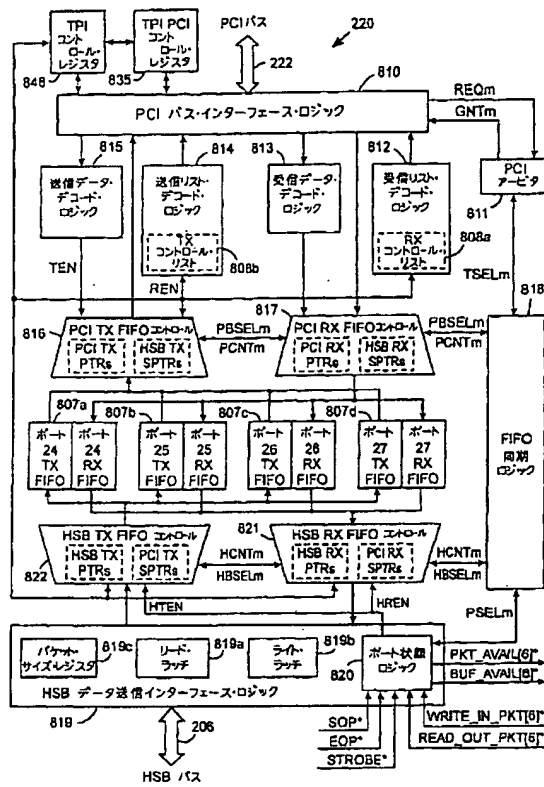 TPI
コント
ロール・
レジスタ
846
TPI PCI
コント
ロール・
レジスタ
835
PCIバス
222
220
810
PCI バス・インターフェース・ロジック
REQm
GNTm
815
送信データ・
デコード・
ロジック
814
送信リスト・
デコード・
ロジック
TX
コントロール・
リスト
808b
813
受信データ・
デコード・
ロジック
812
受信リスト・
デコード・
ロジック
RX
コントロール・
リスト
808a
PCI
アービタ
811
TEN
REN
TSELm
816
PCI TX FIFO コントロール
PCI TX
PTRs
HSB TX
SPTRs
PBSELm
PCNTm
817
PCI RX FIFO コントロール
PCI RX
PTRs
HSB RX
SPTRs
PBSELm
PCNTm
818
FIFO
同期
ロジック
807a
ポート
24
TX
FIFO
ポート
24
RX
FIFO
807b
ポート
25
TX
FIFO
ポート
25
RX
FIFO
807c
ポート
26
TX
FIFO
ポート
26
RX
FIFO
807d
ポート
27
TX
FIFO
ポート
27
RX
FIFO
HSB TX FIFO コントロール
HSB TX
PTRs
PCI TX
SPTRs
822
HCNTm
HBSELm
821
HSB RX FIFO コントロール
HSB RX
PTRs
PCI RX
SPTRs
HCNTm
HBSELm
HTEN
HREN
PSELm
パケット・
サイズ・レジスタ
819c
リード・
ラッチ
819a
ライト・
ラッチ
819b
ポート状態
ロジック
820
HSB データ送信インターフェース・ロジック
819
PKT_AVAIL[6]*
BUF_AVAIL[6]*
WRITE_IN_PKT[6]*
READ_OUT_PKT[6]*
SOP*
EOP*
STROBE*
206
HSB バス